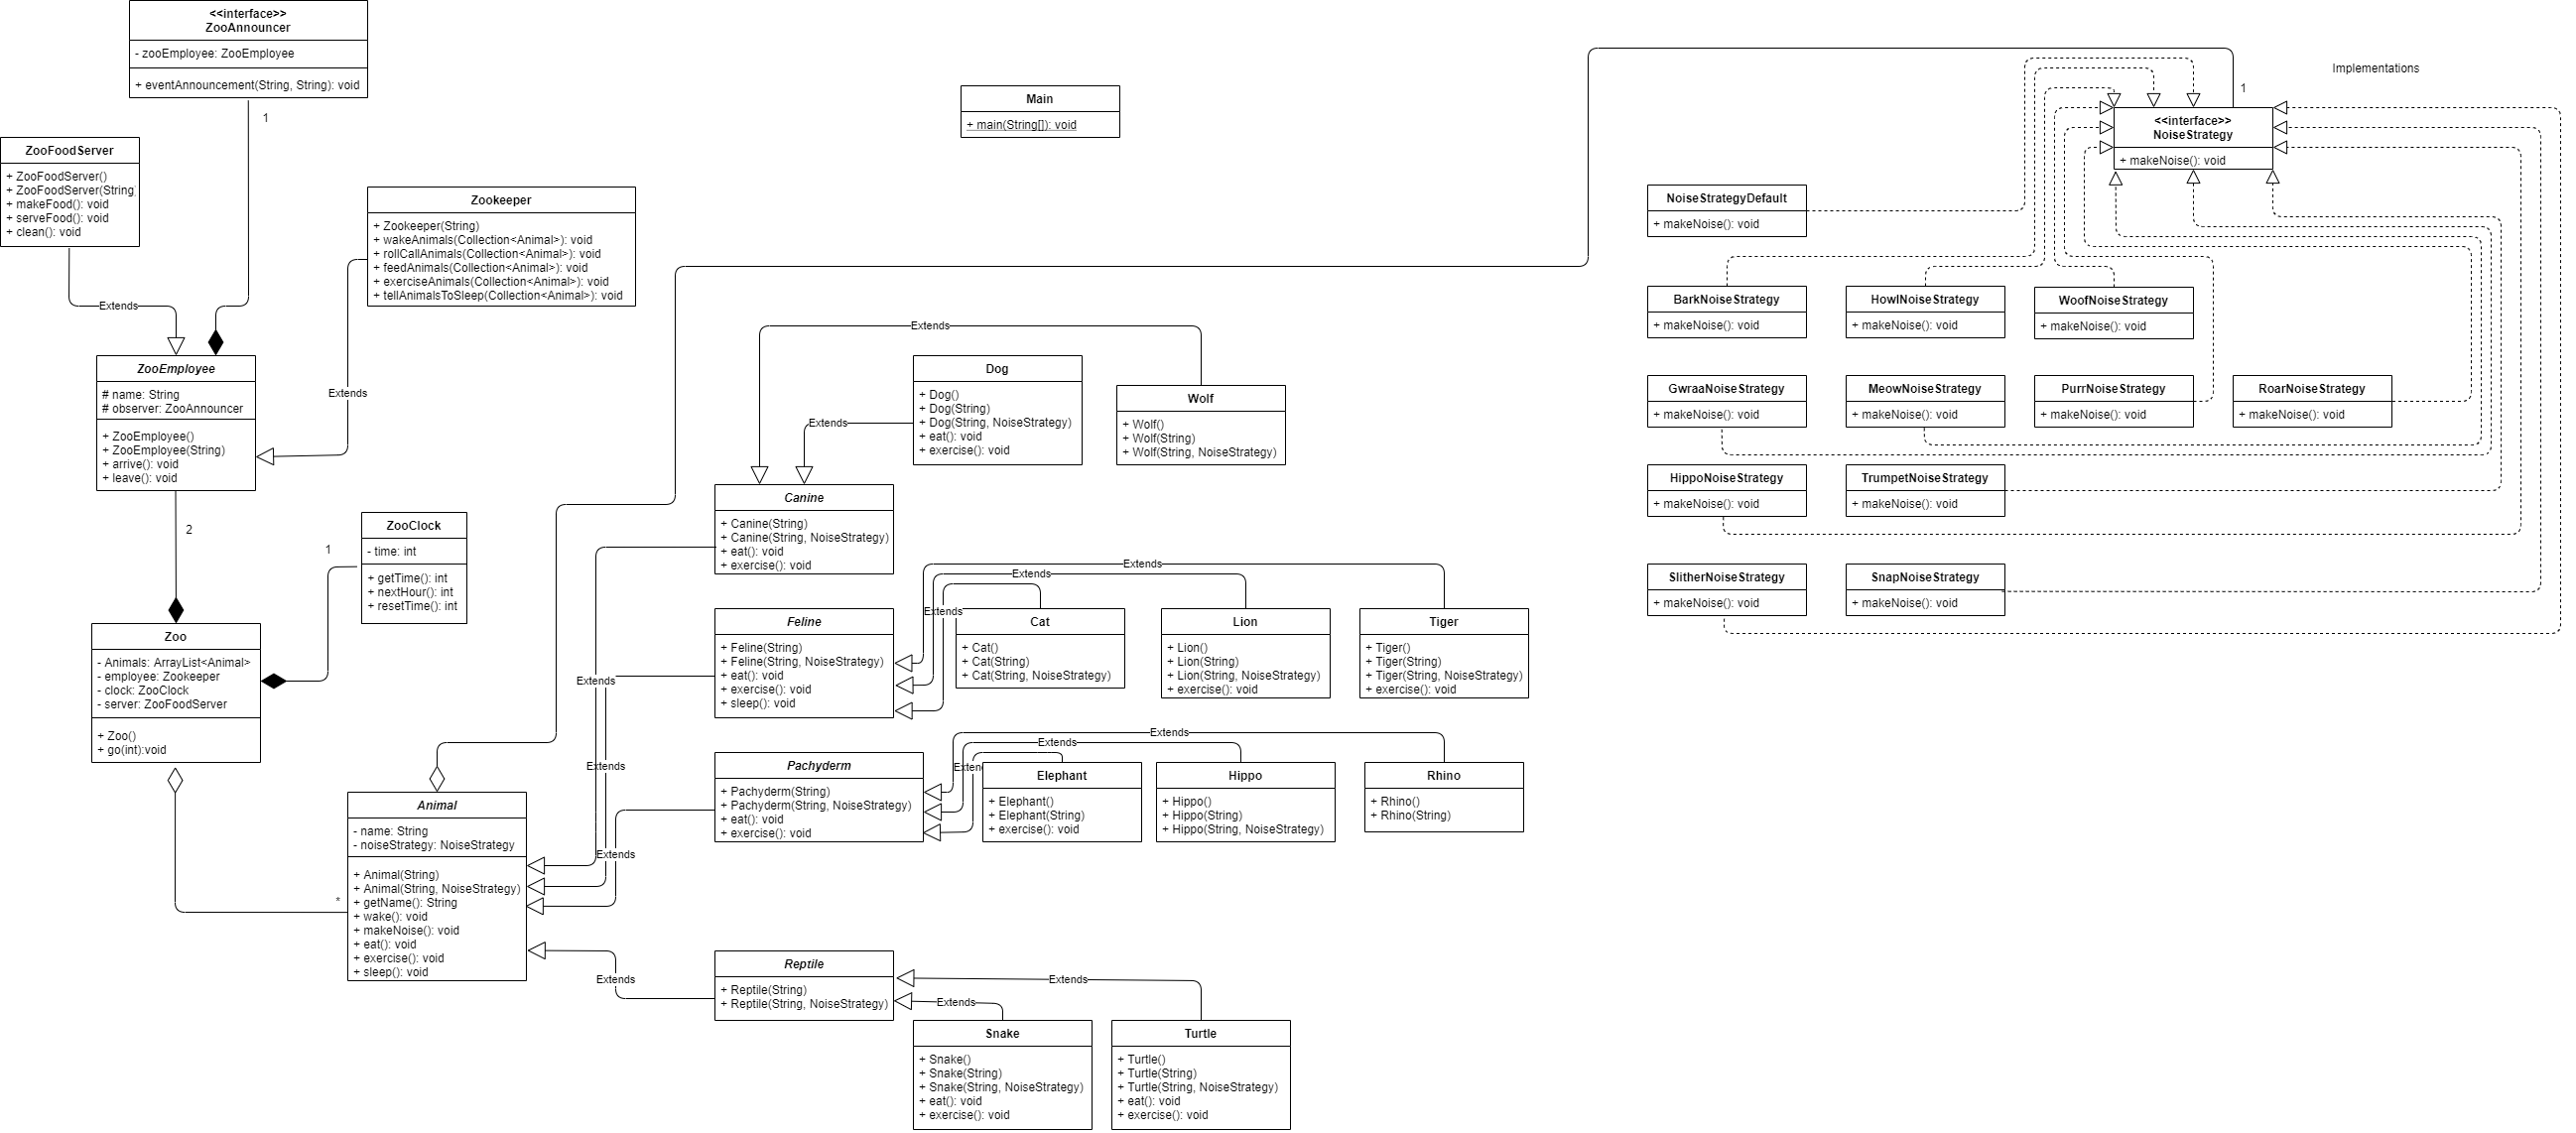 <<interface>>
ZooAnnouncer
- zooEmployee: ZooEmployee
+ eventAnnouncement(String, String): void
1
ZooFoodServer
+ ZooFoodServer()
+ ZooFoodServer(String
+ makeFood(): void
+ serveFood(): void
+ clean(): void
Extends
Zookeeper
+ Zookeeper(String)
+ wakeAnimals(Collection<Animal>): void
+ rollCallAnimals(Collection<Animal>): void
+ feedAnimals(Collection<Animal>): void
+ exerciseAnimals(Collection<Animal>): void
+ tellAnimalsToSleep(Collection<Animal>): void
Extends
ZooEmployee
# name: String
# observer: ZooAnnouncer
+ ZooEmployee()
+ ZooEmployee(String)
+ arrive(): void
+ leave(): void
2
ZooClock
- time: int
+ getTime(): int
+ nextHour(): int
+ resetTime(): int
1
Zoo
- Animals: ArrayList<Animal>
- employee: Zookeeper
- clock: ZooClock
- server: ZooFoodServer
+ Zoo()
+ go(int):void
*
Animal
- name: String
- noiseStrategy: NoiseStrategy
+ Animal(String)
+ Animal(String, NoiseStrategy)
+ getName(): String
+ wake(): void
+ makeNoise(): void
+ eat(): void
+ exercise(): void
+ sleep(): void
Extends
Extends
Extends
Extends
Main
+ main(String[]): void
Extends
Dog
+ Dog()
+ Dog(String)
+ Dog(String, NoiseStrategy)
+ eat(): void
+ exercise(): void
Extends
Wolf
+ Wolf()
+ Wolf(String)
+ Wolf(String, NoiseStrategy)
Canine
+ Canine(String)
+ Canine(String, NoiseStrategy)
+ eat(): void
+ exercise(): void
Extends
Extends
Extends
Feline
+ Feline(String)
+ Feline(String, NoiseStrategy)
+ eat(): void
+ exercise(): void
+ sleep(): void
Cat
+ Cat()
+ Cat(String)
+ Cat(String, NoiseStrategy)
Lion
+ Lion()
+ Lion(String)
+ Lion(String, NoiseStrategy)
+ exercise(): void
Tiger
+ Tiger()
+ Tiger(String)
+ Tiger(String, NoiseStrategy)
+ exercise(): void
Extends
Extends
Exten
Pachyderm
+ Pachyderm(String)
+ Pachyderm(String, NoiseStrategy)
+ eat(): void
+ exercise(): void
Elephant
+ Elephant()
+ Elephant(String)
+ exercise(): void
Hippo
+ Hippo()
+ Hippo(String)
+ Hippo(String, NoiseStrategy)
Rhino
+ Rhino()
+ Rhino(String)
Reptile
+ Reptile(String)
+ Reptile(String, NoiseStrategy)
Extends
Extends
Snake
+ Snake()
+ Snake(String)
+ Snake(String, NoiseStrategy)
+ eat(): void
+ exercise(): void
Turtle
+ Turtle()
+ Turtle(String)
+ Turtle(String, NoiseStrategy)
+ eat(): void
+ exercise(): void
Implementations
1
<<interface>>
NoiseStrategy
+ makeNoise(): void
NoiseStrategyDefault
+ makeNoise(): void
BarkNoiseStrategy
+ makeNoise(): void
HowlNoiseStrategy
+ makeNoise(): void
WoofNoiseStrategy
+ makeNoise(): void
GwraaNoiseStrategy
+ makeNoise(): void
MeowNoiseStrategy
+ makeNoise(): void
PurrNoiseStrategy
+ makeNoise(): void
RoarNoiseStrategy
+ makeNoise(): void
HippoNoiseStrategy
+ makeNoise(): void
TrumpetNoiseStrategy
+ makeNoise(): void
SlitherNoiseStrategy
+ makeNoise(): void
SnapNoiseStrategy
+ makeNoise(): void